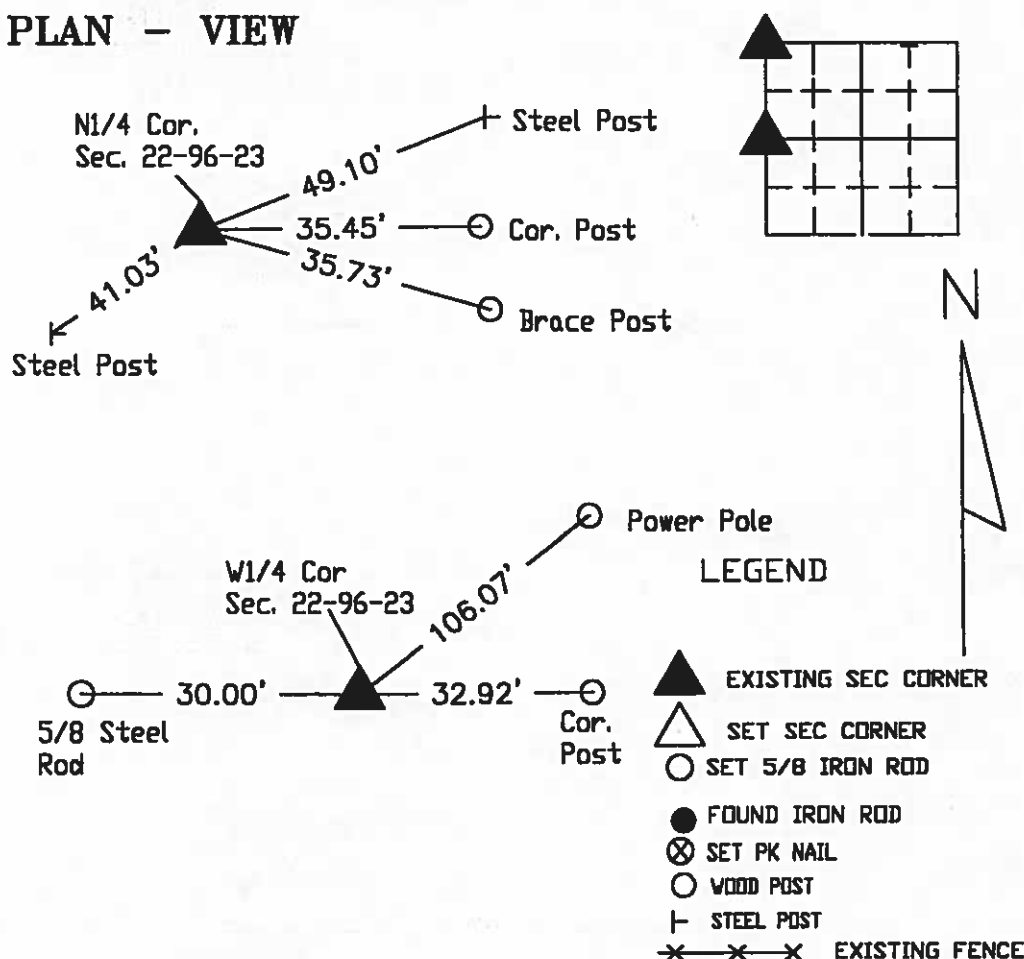 PLAN - VIEW
N1/4 Cor.
Sec. 22-96-23
49.10'
Steel Post
35.45'
Cor. Post
35.73'
Brace Post
41.03'
Steel Post
N
Power Pole
106.07'
W1/4 Cor
Sec. 22-96-23
30.00'
32.92'
5/8 Steel
Rod
Cor.
Post
LEGEND
EXISTING SEC CORNER
SET SEC CORNER
SET 5/8 IRON ROD
FOUND IRON ROD
SET PK NAIL
WOOD POST
STEEL POST
EXISTING FENCE